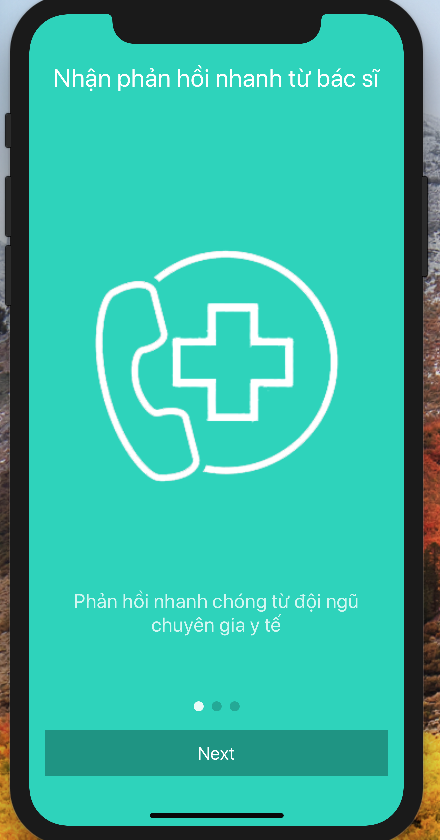 Nhận phản hồi nhanh từ bác sĩ
Phản hồi nhanh chóng từ đội ngũ
chuyên gia y tế
Next